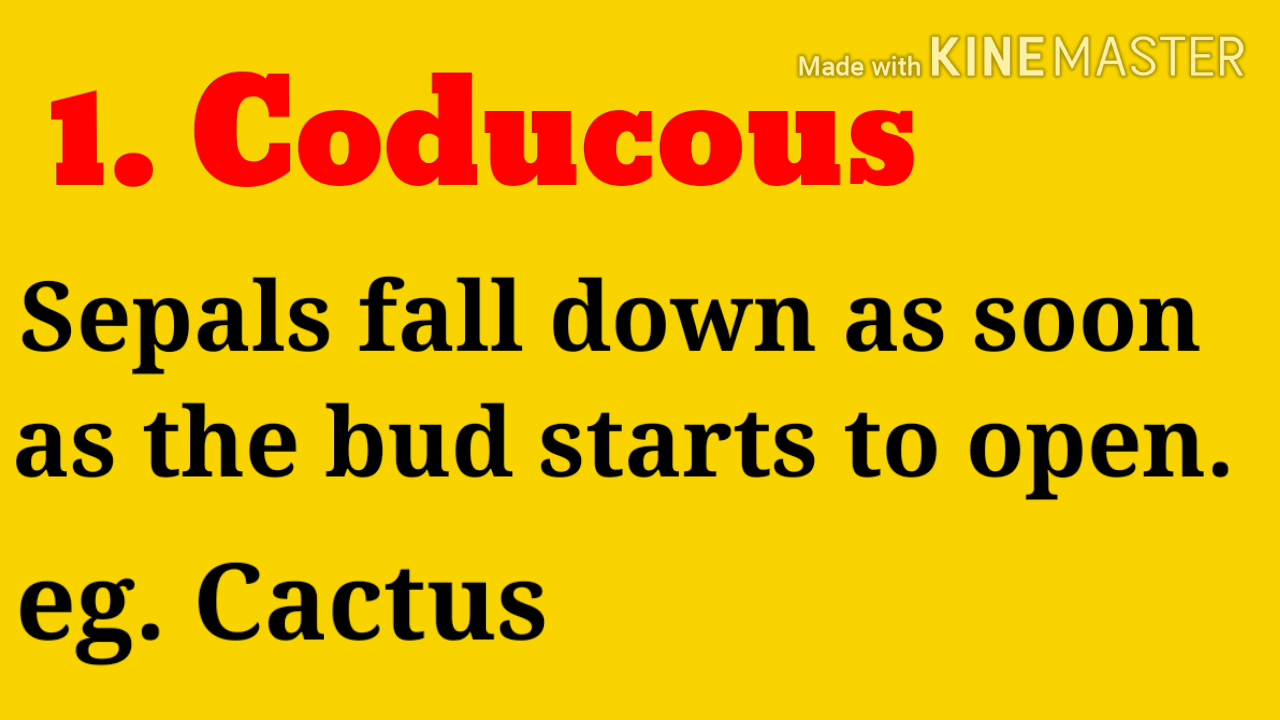 Made with KINEMASTER
1. Coducous
Sepals fall down as soon
as the bud starts to open.
eg. Cactus